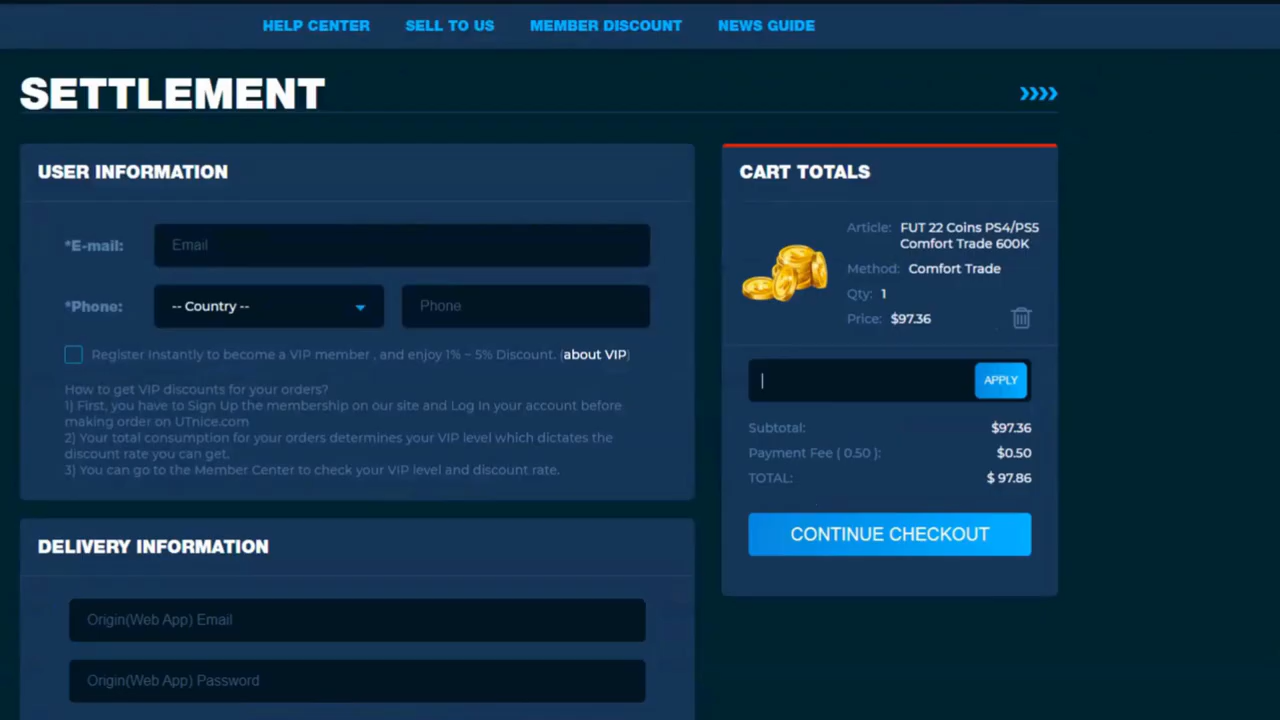 HELP CENTER SELL TO US MEMBER DISCOUNT NEWS GUIDE
SETTLEMENT
USER INFORMATION
*E-mail: Email
*Phone: -- Country -- Phone
Register Instantly to become a VIP member , and enjoy 1% ~ 5% Discount. (about VIP)
How to get VIP discounts for your orders?
1) First, you have to Sign Up the membership on our site and Log In your account before
making order on UTnice.com
2) Your total consumption for your orders determines your VIP level which dictates the
discount rate you can get.
3) You can go to the Member Center to check your VIP level and discount rate.
DELIVERY INFORMATION
Origin(Web App) Email
Origin(Web App) Password
CART TOTALS
Article: FUT 22 Coins PS4/PS5
Comfort Trade 600K
Method: Comfort Trade
Qty: 1
Price: $97.36
APPLY
Subtotal: $97.36
Payment Fee ( 0.50 ): $0.50
TOTAL: $ 97.86
CONTINUE CHECKOUT